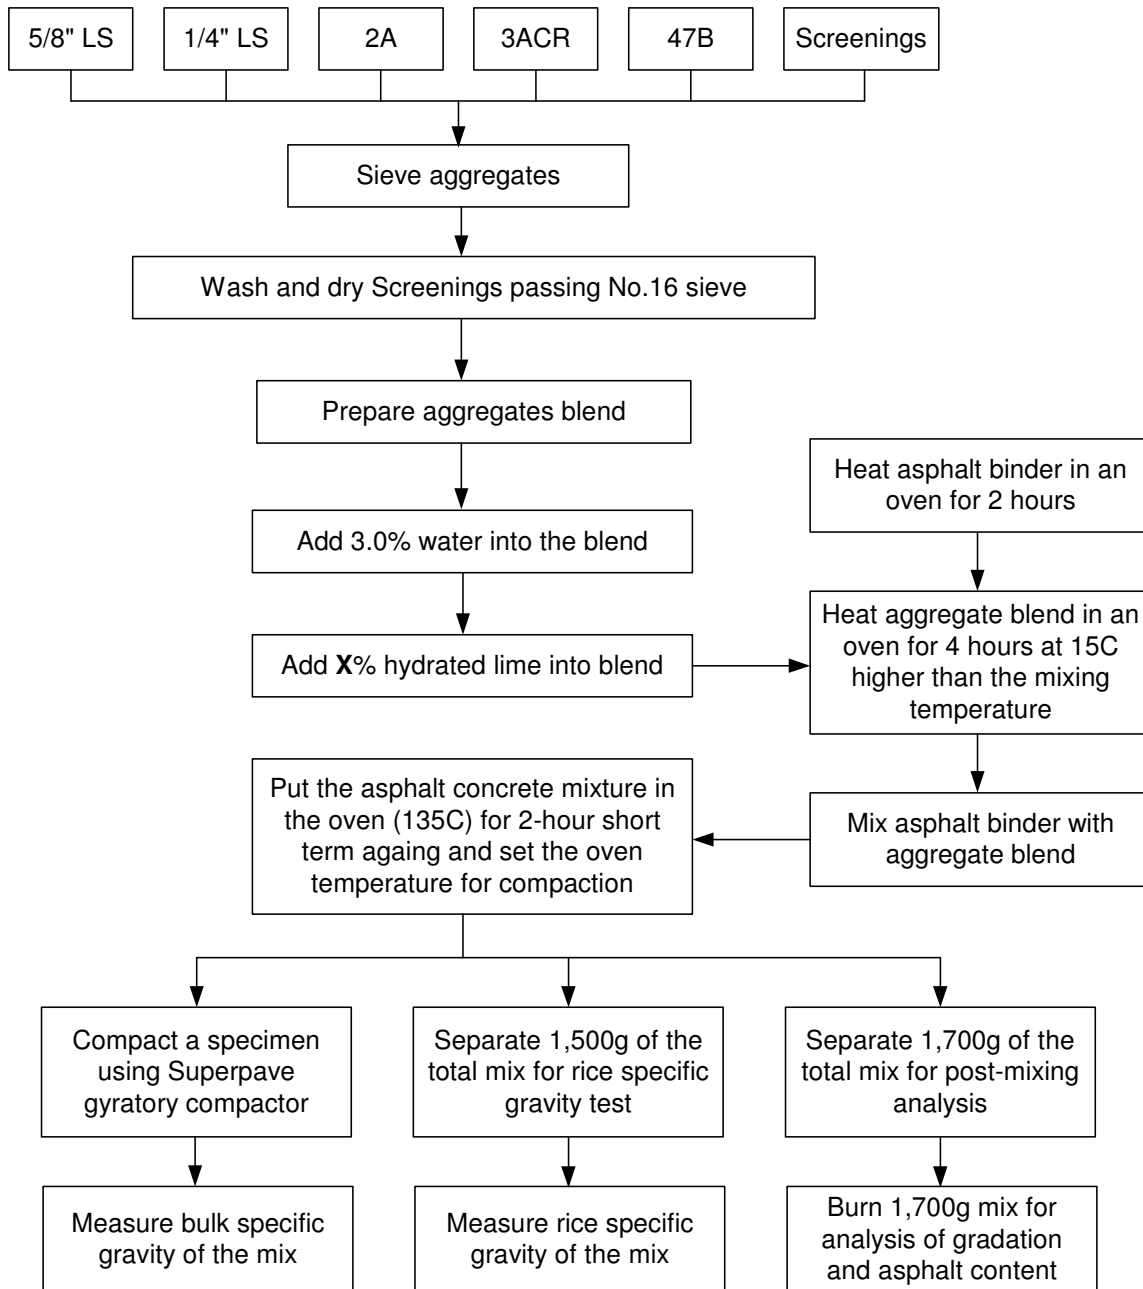 5/8" LS
1/4" LS
2A
3ACR
47B
Screenings
Sieve aggregates
Wash and dry Screenings passing No.16 sieve
Prepare aggregates blend
Add 3.0% water into the blend
Add X% hydrated lime into blend
Heat asphalt binder in an
oven for 2 hours
Heat aggregate blend in an
oven for 4 hours at 15C
higher than the mixing
temperature
Mix asphalt binder with
aggregate blend
Put the asphalt concrete mixture in
the oven (135C) for 2-hour short
term againg and set the oven
temperature for compaction
Compact a specimen
using Superpave
gyratory compactor
Separate 1,500g of the
total mix for rice specific
gravity test
Separate 1,700g of the
total mix for post-mixing
analysis
Measure bulk specific
gravity of the mix
Measure rice specific
gravity of the mix
Burn 1,700g mix for
analysis of gradation
and asphalt content